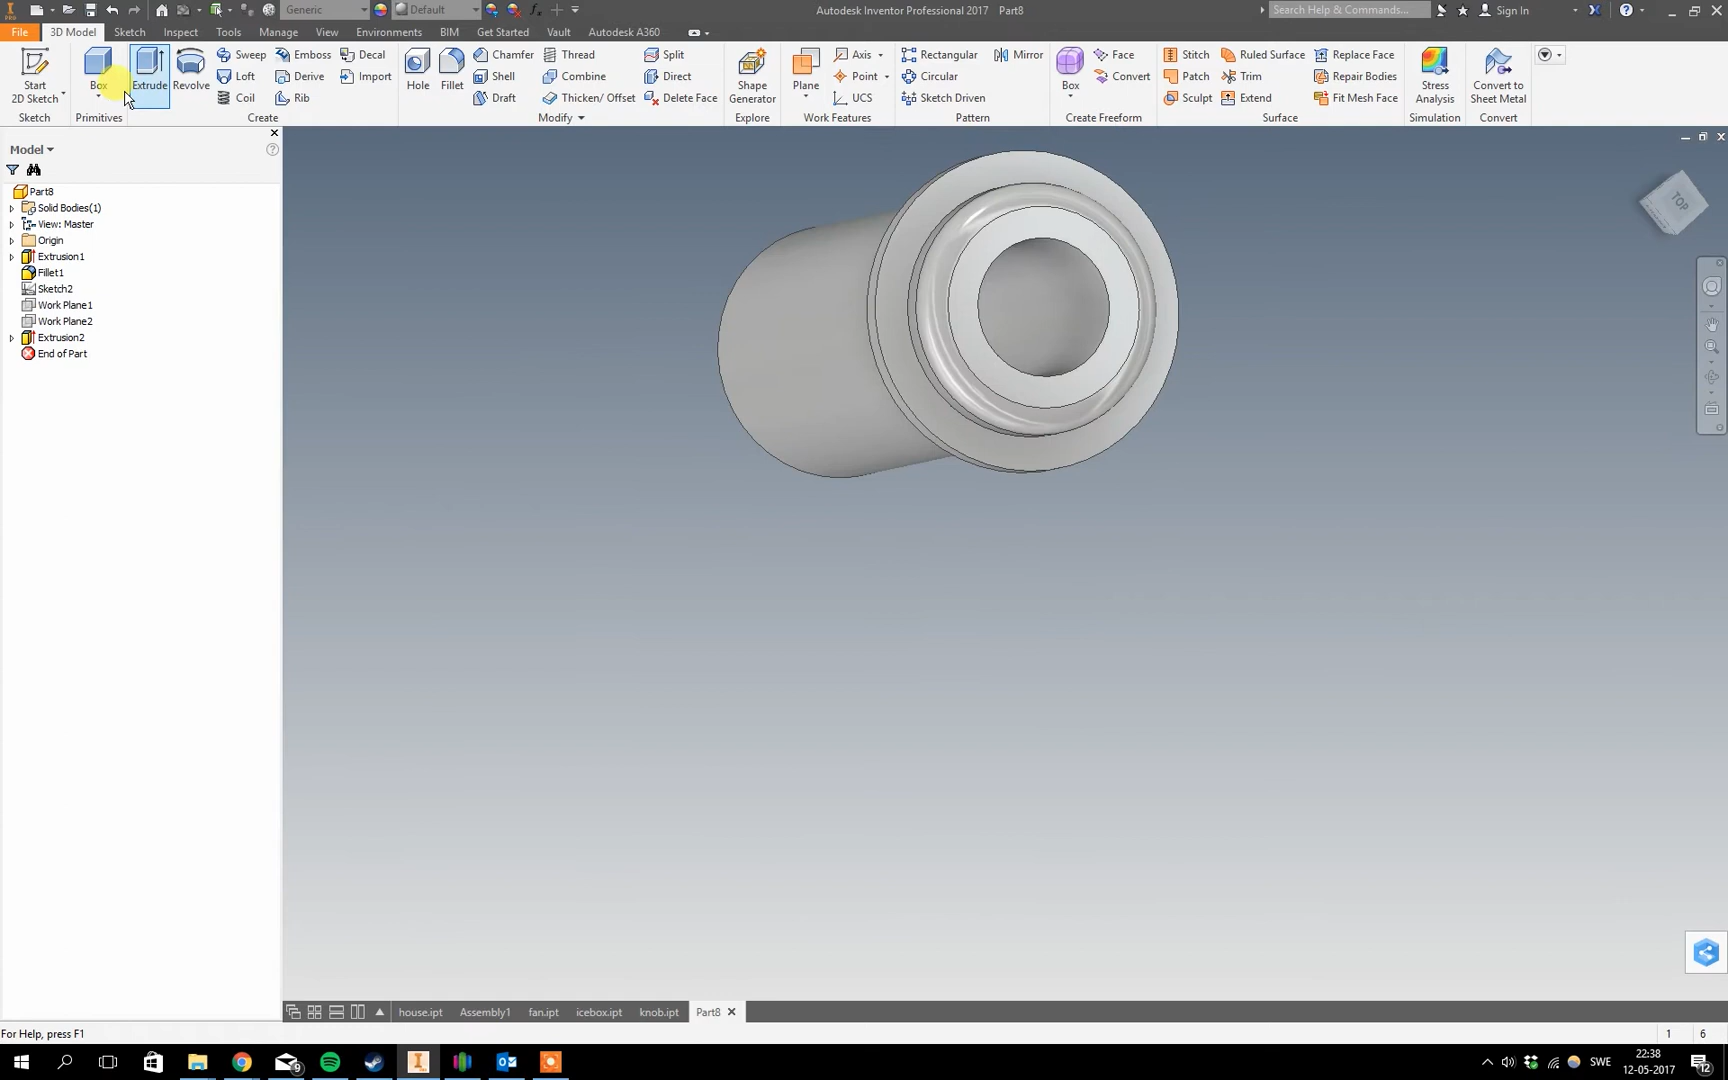 Generic
Default
Autodesk Inventor Professional 2017 Part8
Search Help & Commands...
Sign In
File
3D Model
Sketch
Inspect
Tools
Manage
View
Environments
BIM
Get Started
Vault
Autodesk A360
Start
2D Sketch
Sketch
Box
Primitives
Extrude
Revolve
Sweep
Loft
Coil
Emboss
Derive
Rib
Decal
Import
Create
Hole
Fillet
Chamfer
Shell
Draft
Thread
Combine
Thicken/ Offset
Split
Direct
Delete Face
Modify
Shape
Generator
Explore
Plane
Axis
Point
UCS
Work Features
Rectangular
Circular
Sketch Driven
Mirror
Pattern
Box
Face
Convert
Create Freeform
Stitch
Patch
Sculpt
Ruled Surface
Trim
Extend
Replace Face
Repair Bodies
Fit Mesh Face
Surface
Stress
Analysis
Simulation
Convert to
Sheet Metal
Convert
Model
Part8
Solid Bodies(1)
View: Master
Origin
Extrusion1
Fillet1
Sketch2
Work Plane1
Work Plane2
Extrusion2
End of Part
TOP
house.ipt
Assembly1
fan.ipt
icebox.ipt
knob.ipt
Part8
For Help, press F1
1
6
9
SWE
22:38
12-05-2017
12